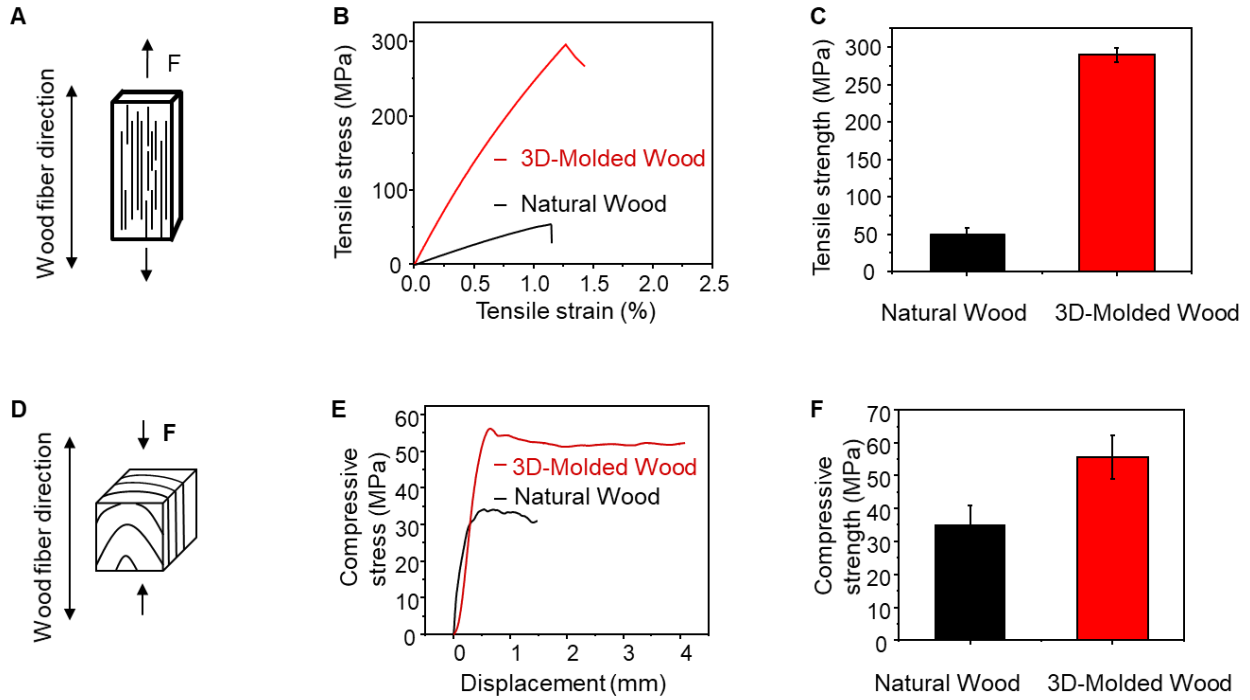 A
F
Wood fiber direction
B
Tensile stress (MPa)
300
200
100
0
3D-Molded Wood
Natural Wood
0.0 0.5 1.0 1.5 2.0 2.5
Tensile strain (%)
C
Tensile strength (MPa)
300
250
200
150
100
50
0
Natural Wood 3D-Molded Wood
D
F
Wood fiber direction
E
Compressive
stress (MPa)
60
50
40
30
20
10
0
3D-Molded Wood
Natural Wood
0 1 2 3 4
Displacement (mm)
F
Compressive
strength (MPa)
70
60
50
40
30
20
10
0
Natural Wood 3D-Molded Wood